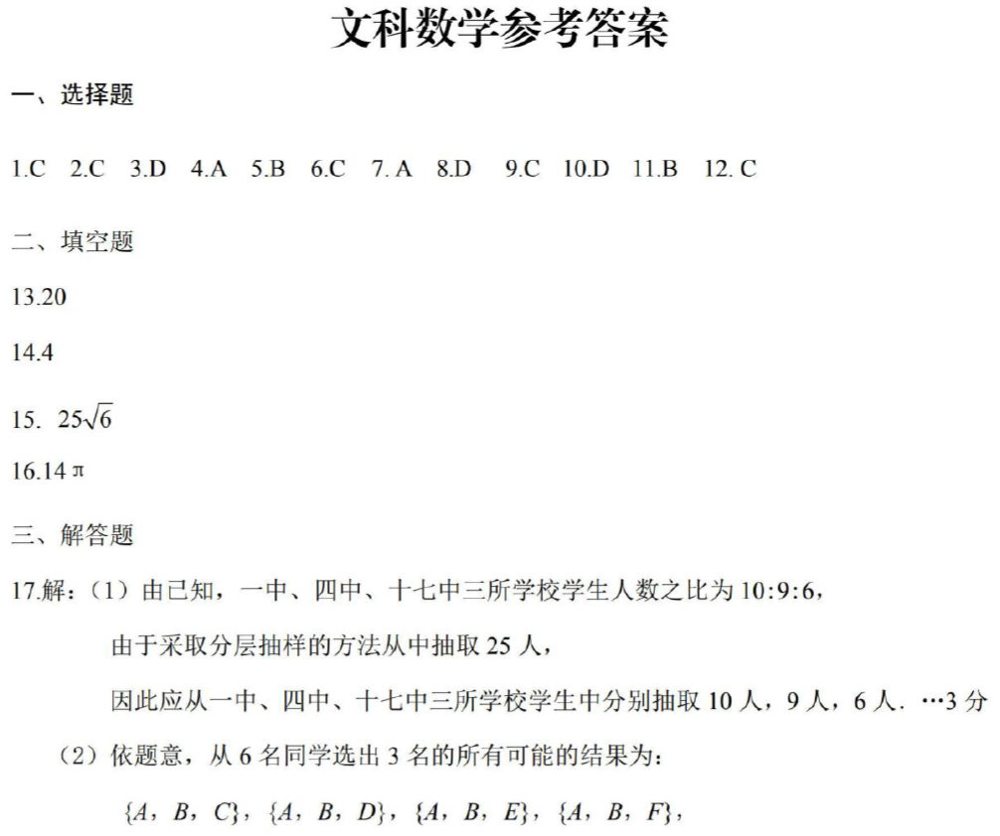 文科数学参考答案
一、选择题
1.C 2.C 3.D 4.A 5.B 6.C 7. A 8.D 9.C 10.D 11.B 12. C
二、填空题
13.20
14.4
15. 25√6
16.14 π
三、解答题
17.解：（1）由已知，一中、四中、十七中三所学校学生人数之比为 10:9:6，
由于采取分层抽样的方法从中抽取 25 人，
因此应从一中、四中、十七中三所学校学生中分别抽取 10 人，9 人，6 人．…3 分
（2）依题意，从 6 名同学选出 3 名的所有可能的结果为：
{A，B，C}，{A，B，D}，{A，B，E}，{A，B，F}，